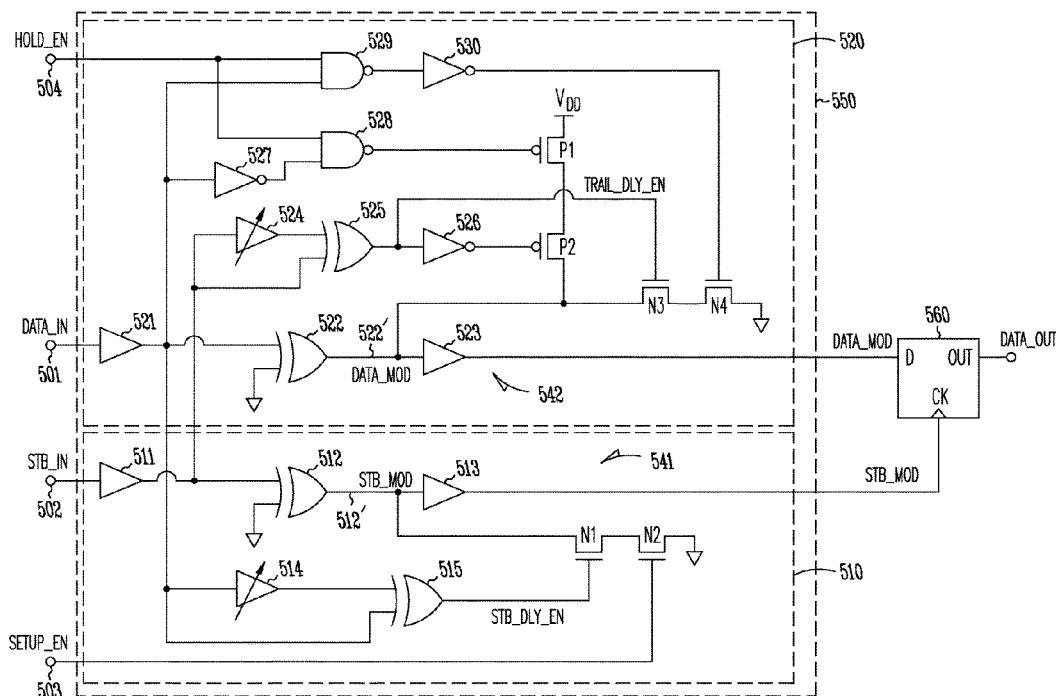 HOLD_EN
504
529
530
520
550
528
VDD
P1
527
TRAIL_DLY_EN
524
525
526
P2
N3
N4
DATA_IN
501
521
522
522'
DATA_MOD
523
542
DATA_MOD
560
D
OUT
CK
DATA_OUT
STB_IN
502
511
512
512'
STB_MOD
513
541
STB_MOD
N1
N2
514
515
STB_DLY_EN
510
SETUP_EN
503